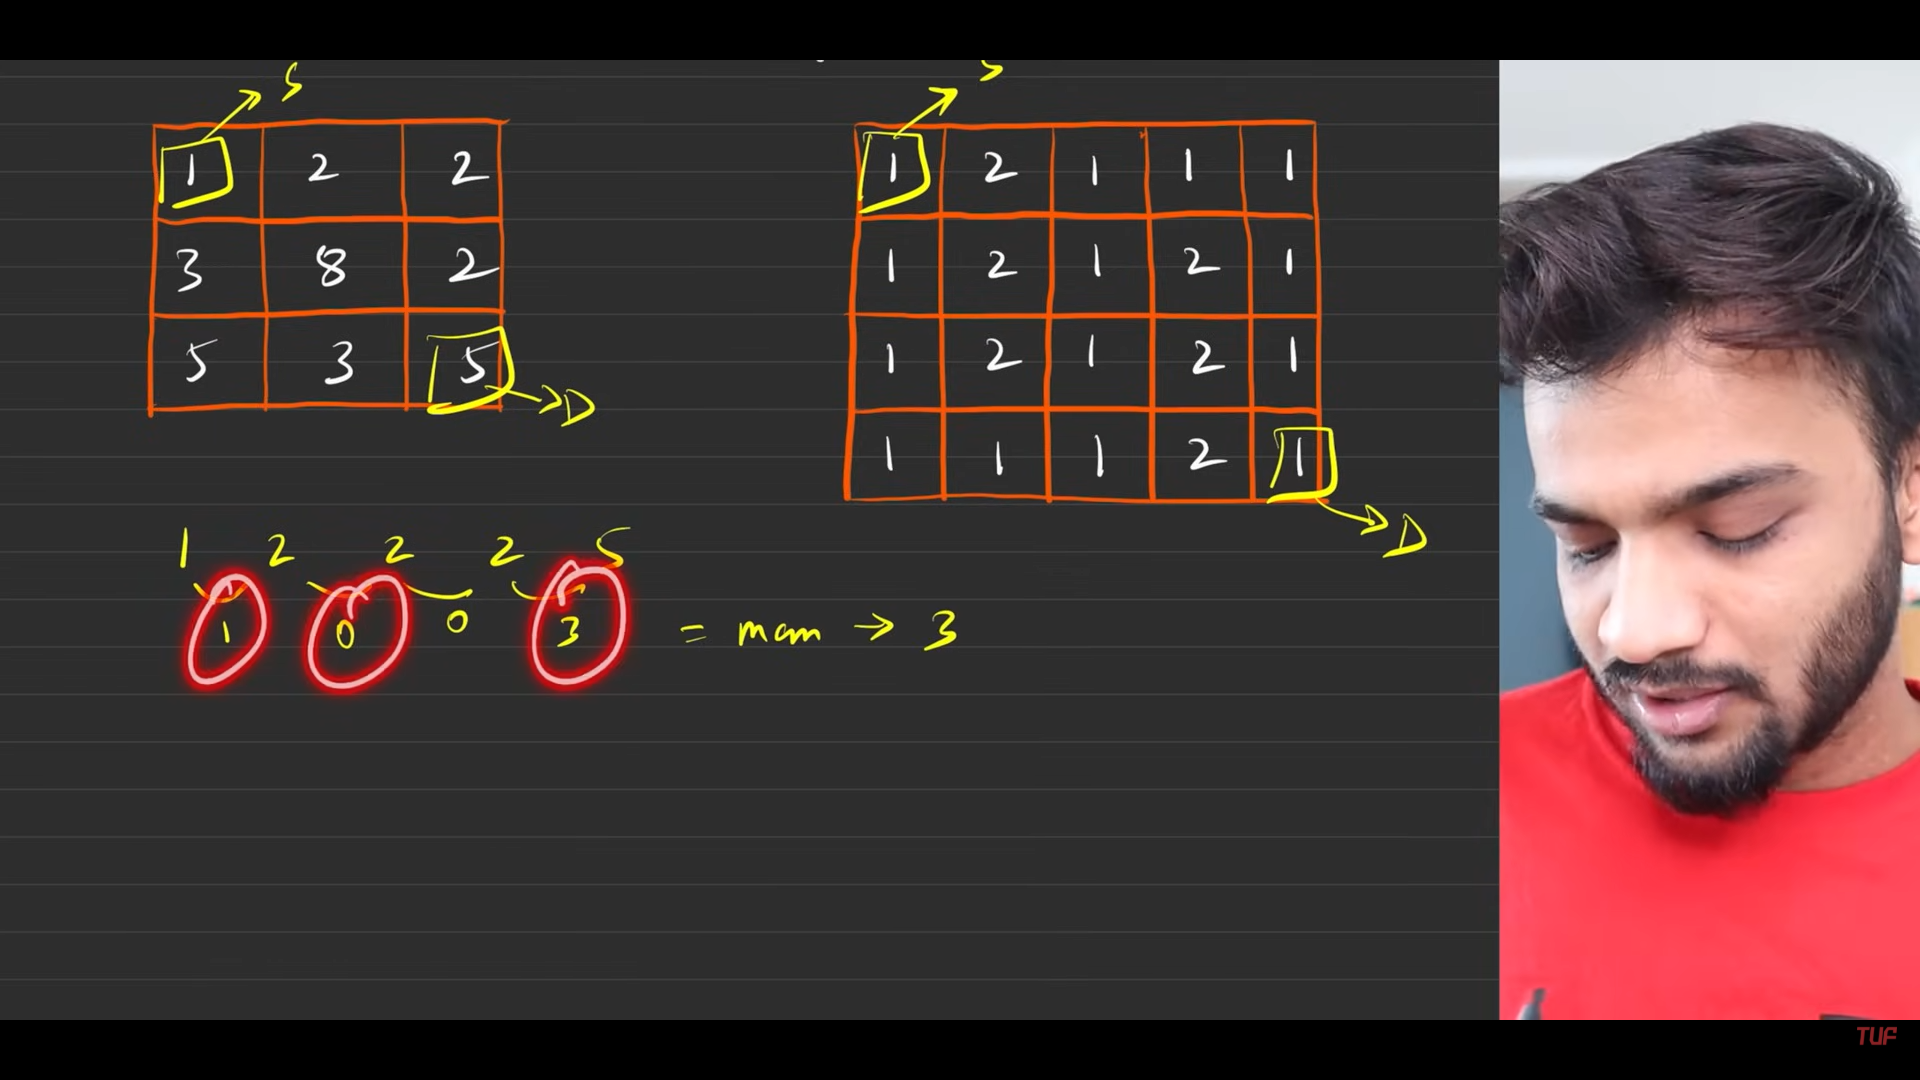 S
S
1 2 2
3 8 2
5 3 5
D
1 2 1 1 1
1 2 1 2 1
1 2 1 2 1
1 1 1 2 1
D
1 2 2 2 5
1 0 0 3 = max → 3
TUF